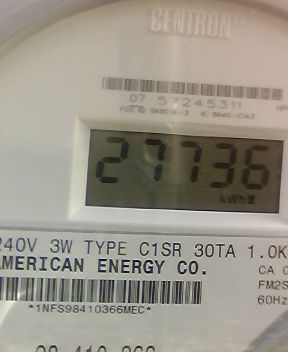 CENTRON
07 57245311
27736
kWh
240V 3W TYPE C1SR 30TA 1.0K
AMERICAN ENERGY CO.
CA
FM2S
60Hz
*1NFS98410366MEC*